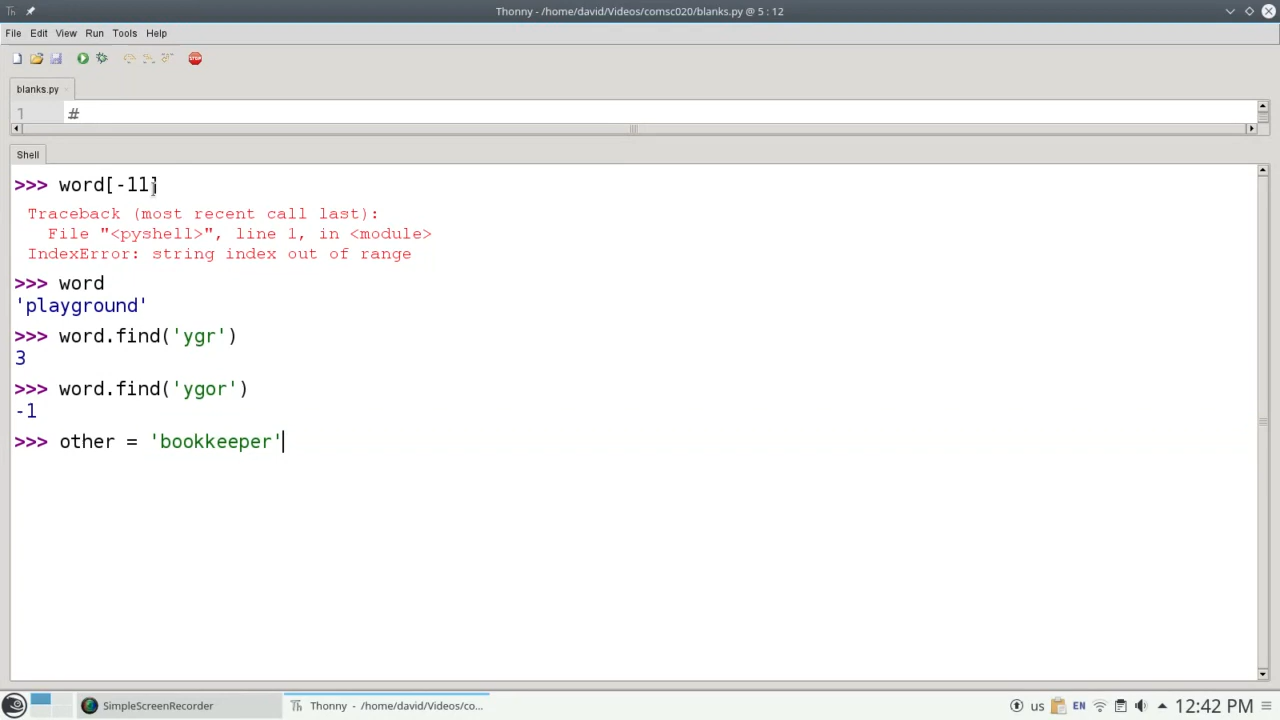 Thonny - /home/david/Videos/comsc020/blanks.py @ 5 : 12
File Edit View Run Tools Help
STOP
blanks.py
1 #
Shell
>>> word[-11]
Traceback (most recent call last):
File "<pyshell>", line 1, in <module>
IndexError: string index out of range
>>> word
'playground'
>>> word.find('ygr')
3
>>> word.find('ygor')
-1
>>> other = 'bookkeeper'
SimpleScreenRecorder
Thonny - /home/david/Videos/co...
us EN 12:42 PM